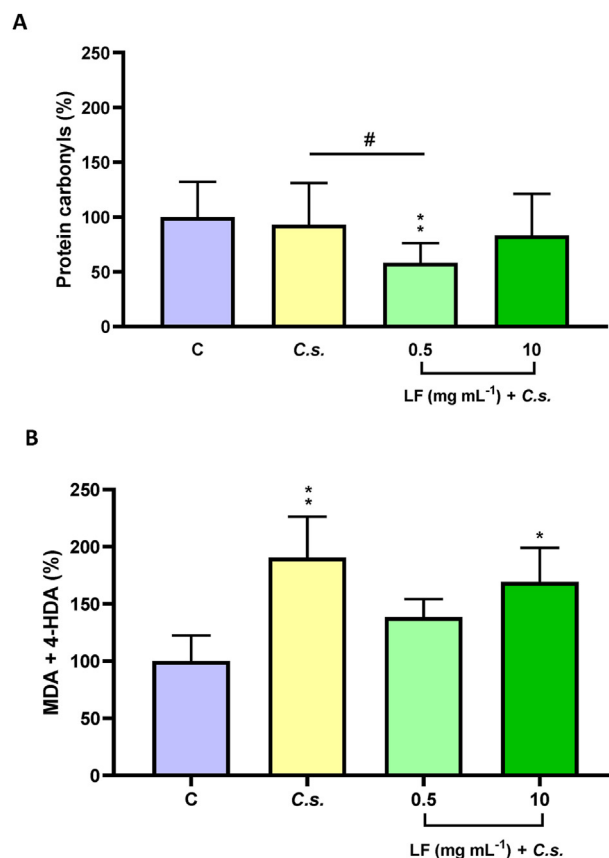 A
Protein carbonyls (%)
250
200
150
100
50
0
#
**
C
C.s.
0.5
10
LF (mg mL⁻¹) + C.s.
B
MDA + 4-HDA (%)
250
200
150
100
50
0
**
*
C
C.s.
0.5
10
LF (mg mL⁻¹) + C.s.